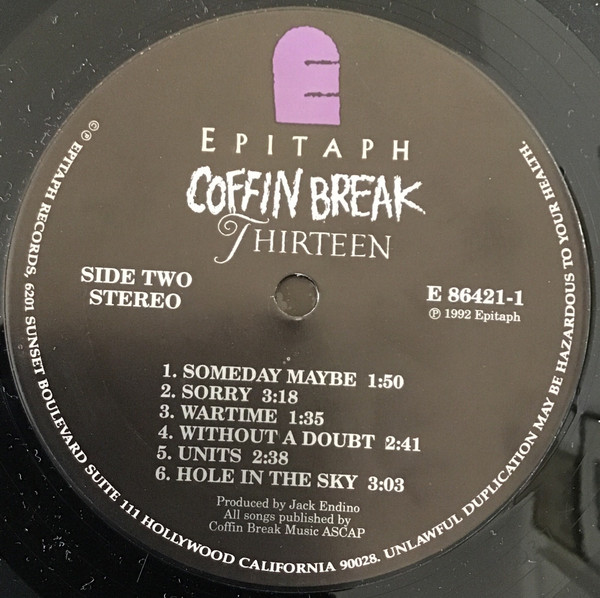 EPITAPH
COFFIN BREAK
THIRTEEN
SIDE TWO
STEREO
E 86421-1
℗ 1992 Epitaph
1. SOMEDAY MAYBE 1:50
2. SORRY 3:18
3. WARTIME 1:35
4. WITHOUT A DOUBT 2:41
5. UNITS 2:38
6. HOLE IN THE SKY 3:03
Produced by Jack Endino
All songs published by
Coffin Break Music ASCAP
© ℗ EPITAPH RECORDS, 6201 SUNSET BOULEVARD SUITE 111 HOLLYWOOD CALIFORNIA 90028. UNLAWFUL DUPLICATION MAY BE HAZARDOUS TO YOUR HEALTH.